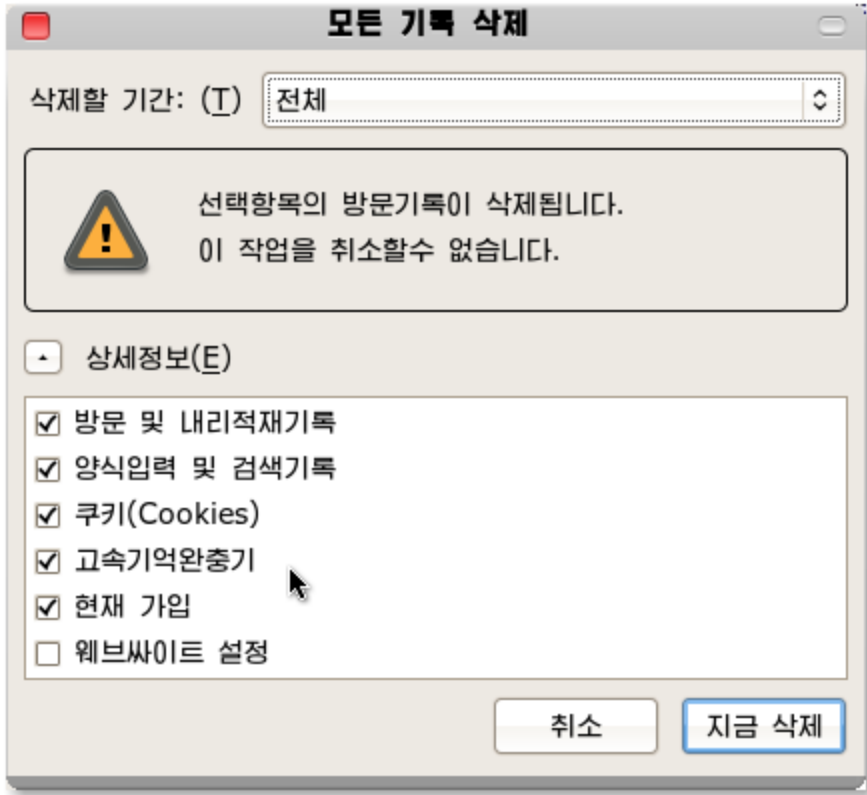 모든 기록 삭제
삭제할 기간: (T) 전체
선택항목의 방문기록이 삭제됩니다.
이 작업을 취소할수 없습니다.
상세정보(E)
방문 및 내리적재기록
양식입력 및 검색기록
쿠키(Cookies)
고속기억완충기
현재 가입
웨브싸이트 설정
취소 지금 삭제